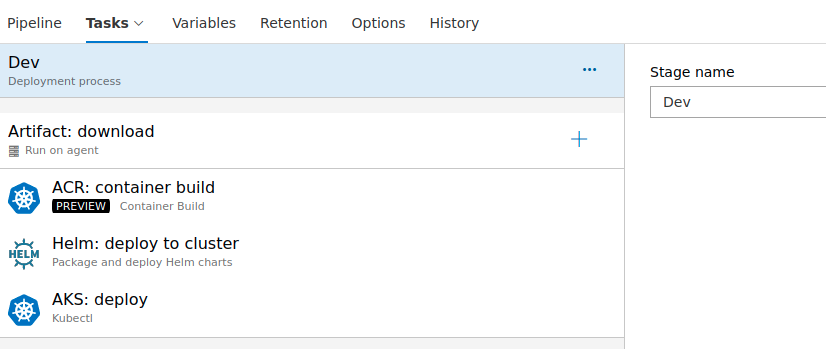 Pipeline Tasks Variables Retention Options History
Dev
Deployment process
Stage name
Dev
Artifact: download
Run on agent
ACR: container build
PREVIEW Container Build
HELM
Helm: deploy to cluster
Package and deploy Helm charts
AKS: deploy
Kubectl